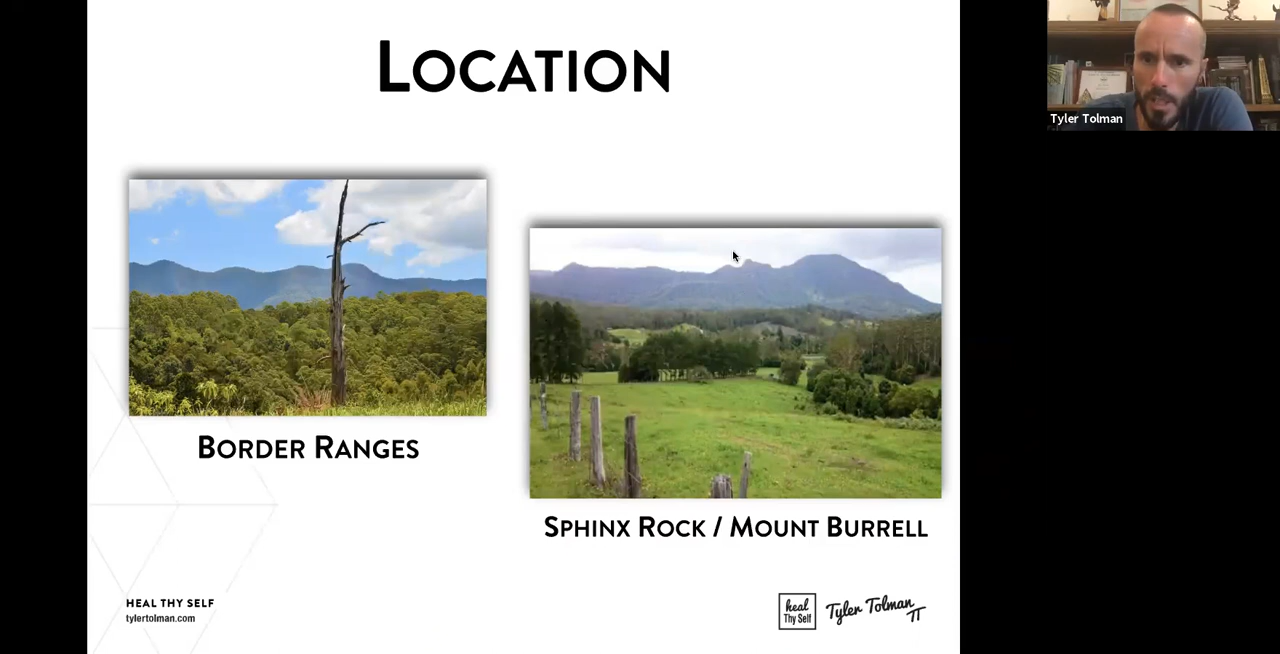 LOCATION
BORDER RANGES
SPHINX ROCK / MOUNT BURRELL
HEAL THY SELF
tylertolman.com
heal
Thy Self
Tyler Tolman
TT
Tyler Tolman